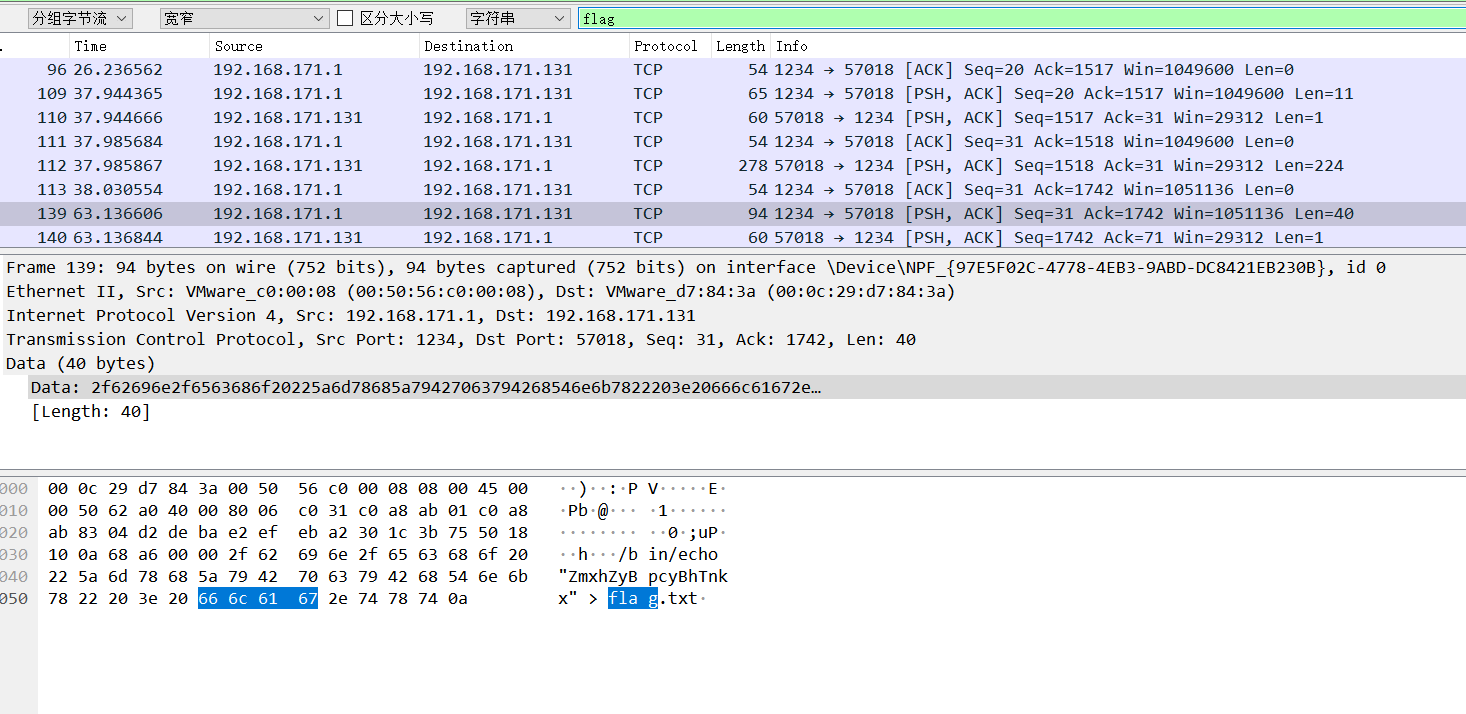 分组字节流 宽窄 区分大小写 字符串 flag
. Time Source Destination Protocol Length Info
96 26.236562 192.168.171.1 192.168.171.131 TCP 54 1234 → 57018 [ACK] Seq=20 Ack=1517 Win=1049600 Len=0
109 37.944365 192.168.171.1 192.168.171.131 TCP 65 1234 → 57018 [PSH, ACK] Seq=20 Ack=1517 Win=1049600 Len=11
110 37.944666 192.168.171.131 192.168.171.1 TCP 60 57018 → 1234 [PSH, ACK] Seq=1517 Ack=31 Win=29312 Len=1
111 37.985684 192.168.171.1 192.168.171.131 TCP 54 1234 → 57018 [ACK] Seq=31 Ack=1518 Win=1049600 Len=0
112 37.985867 192.168.171.131 192.168.171.1 TCP 278 57018 → 1234 [PSH, ACK] Seq=1518 Ack=31 Win=29312 Len=224
113 38.030554 192.168.171.1 192.168.171.131 TCP 54 1234 → 57018 [ACK] Seq=31 Ack=1742 Win=1051136 Len=0
139 63.136606 192.168.171.1 192.168.171.131 TCP 94 1234 → 57018 [PSH, ACK] Seq=31 Ack=1742 Win=1051136 Len=40
140 63.136844 192.168.171.131 192.168.171.1 TCP 60 57018 → 1234 [PSH, ACK] Seq=1742 Ack=71 Win=29312 Len=1
Frame 139: 94 bytes on wire (752 bits), 94 bytes captured (752 bits) on interface \Device\NPF_{97E5F02C-4778-4EB3-9ABD-DC8421EB230B}, id 0
Ethernet II, Src: VMware_c0:00:08 (00:50:56:c0:00:08), Dst: VMware_d7:84:3a (00:0c:29:d7:84:3a)
Internet Protocol Version 4, Src: 192.168.171.1, Dst: 192.168.171.131
Transmission Control Protocol, Src Port: 1234, Dst Port: 57018, Seq: 31, Ack: 1742, Len: 40
Data (40 bytes)
Data: 2f62696e2f6563686f20225a6d78685a79427063794268546e6b7822203e20666c61672e…
[Length: 40]
000 00 0c 29 d7 84 3a 00 50 56 c0 00 08 08 00 45 00 ··)··:·P V·····E·
010 00 50 62 a0 40 00 80 06 c0 31 c0 a8 ab 01 c0 a8 ·Pb·@··· ·1······
020 ab 83 04 d2 de ba e2 ef eb a2 30 1c 3b 75 50 18 ········ ··0·;uP·
030 10 0a 68 a6 00 00 2f 62 69 6e 2f 65 63 68 6f 20 ··h···/b in/echo
040 22 5a 6d 78 68 5a 79 42 70 63 79 42 68 54 6e 6b "ZmxhZyB pcyBhTnk
050 78 22 20 3e 20 66 6c 61 67 2e 74 78 74 0a x" > fla g.txt·